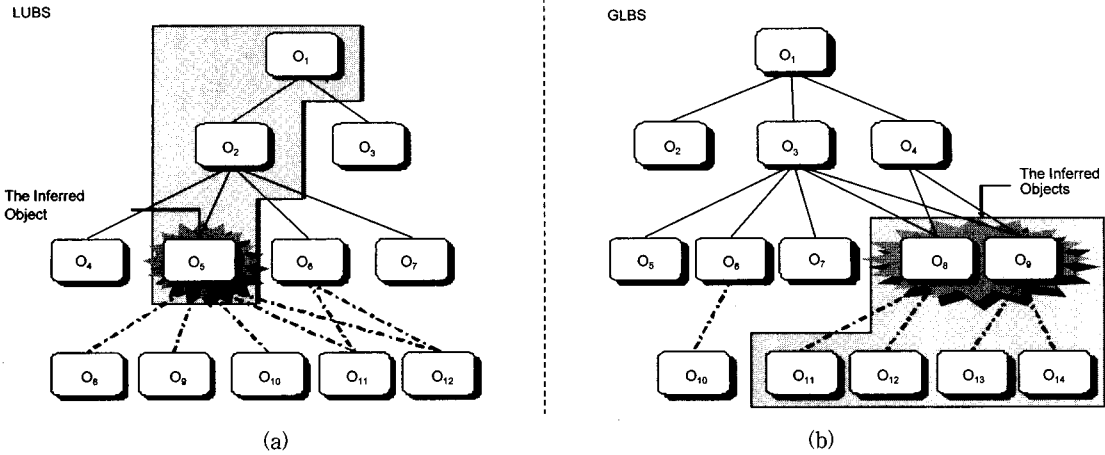 LUBS
O1
O2
O3
The Inferred
Object
O4
O5
O6
O7
O8
O9
O10
O11
O12
(a)
GLBS
O1
O2
O3
O4
The Inferred
Objects
O5
O6
O7
O8
O9
O10
O11
O12
O13
O14
(b)